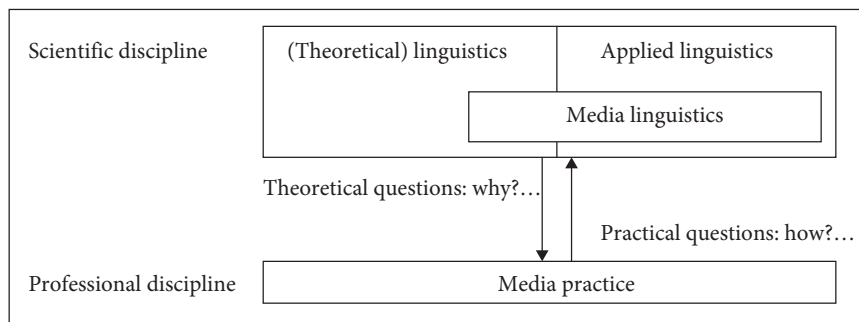 Scientific discipline
(Theoretical) linguistics
Applied linguistics
Media linguistics
Theoretical questions: why?…
Practical questions: how?…
Professional discipline
Media practice